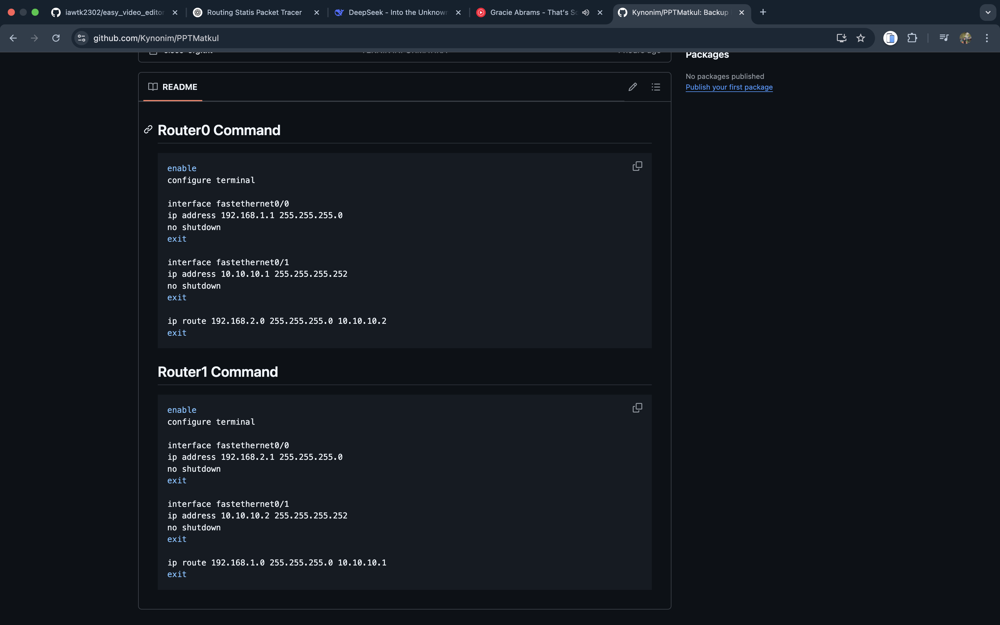 iawtk2302/easy_video_editor
Routing Statis Packet Tracer
DeepSeek - Into the Unknown
Gracie Abrams - That's So
Kynonim/PPTMatkul: Backup
github.com/Kynonim/PPTMatkul
Packages
No packages published
Publish your first package
README
Router0 Command
enable
configure terminal
interface fastethernet0/0
ip address 192.168.1.1 255.255.255.0
no shutdown
exit
interface fastethernet0/1
ip address 10.10.10.1 255.255.255.252
no shutdown
exit
ip route 192.168.2.0 255.255.255.0 10.10.10.2
exit
Router1 Command
enable
configure terminal
interface fastethernet0/0
ip address 192.168.2.1 255.255.255.0
no shutdown
exit
interface fastethernet0/1
ip address 10.10.10.2 255.255.255.252
no shutdown
exit
ip route 192.168.1.0 255.255.255.0 10.10.10.1
exit